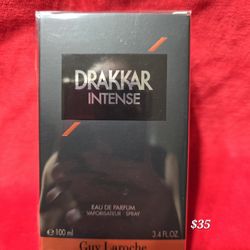 DRAKKAR
INTENSE
EAU DE PARFUM
VAPORISATEUR · SPRAY
℮ 100 ml
3.4 FL.OZ.
$35
Guy Laroche